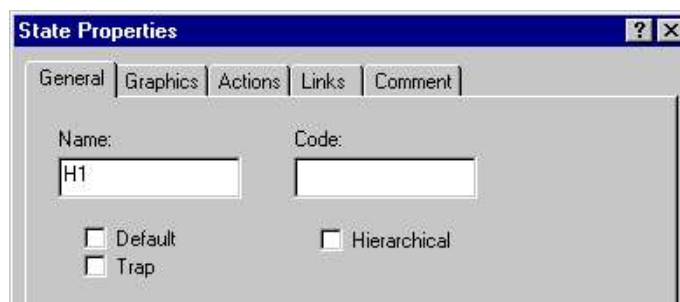 State Properties
General Graphics Actions Links Comment
Name: Code:
H1
Default Hierarchical
Trap